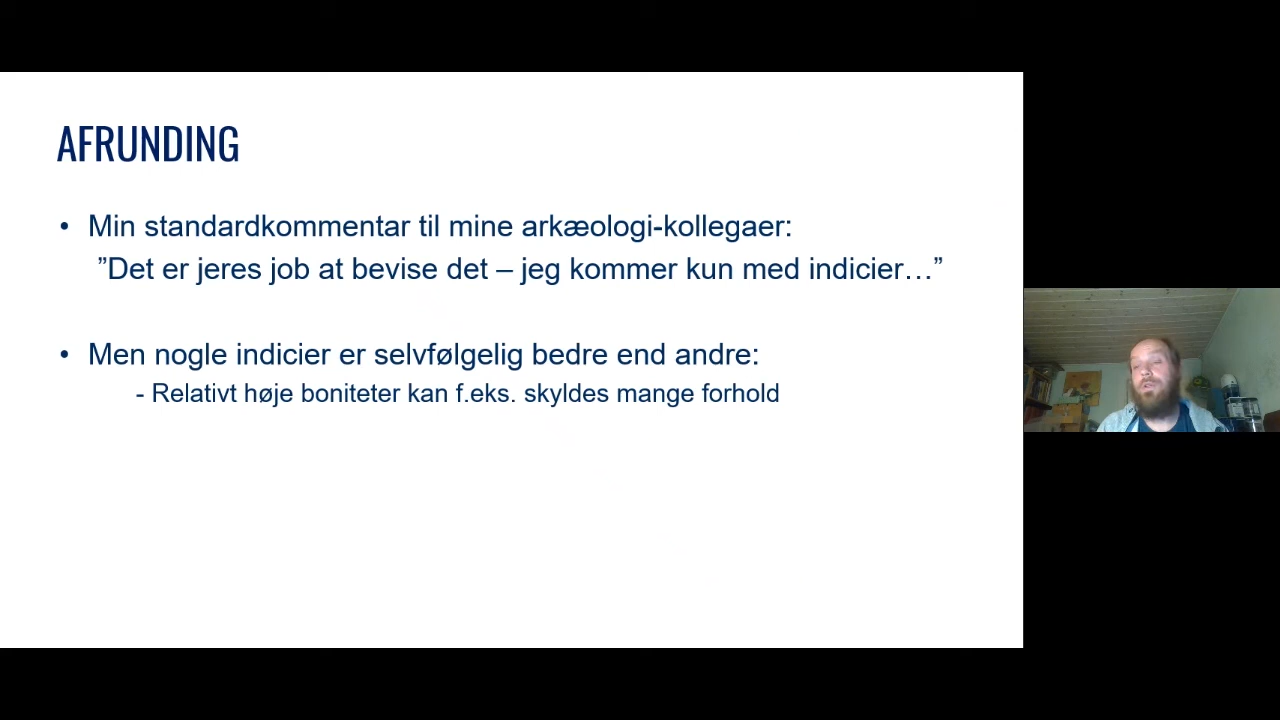 AFRUNDING
• Min standardkommentar til mine arkæologi-kollegaer:
”Det er jeres job at bevise det – jeg kommer kun med indicier…”
• Men nogle indicier er selvfølgelig bedre end andre:
- Relativt høje boniteter kan f.eks. skyldes mange forhold